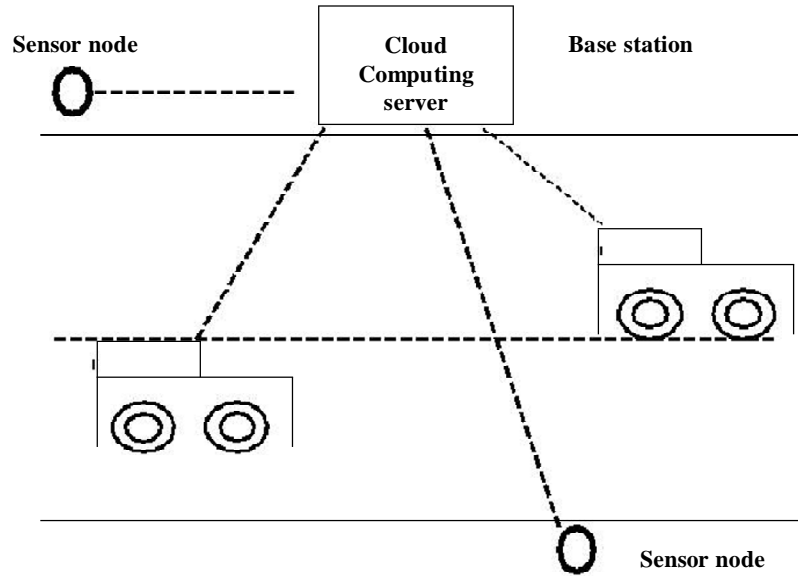 Sensor node
Cloud
Computing
server
Base station
Sensor node